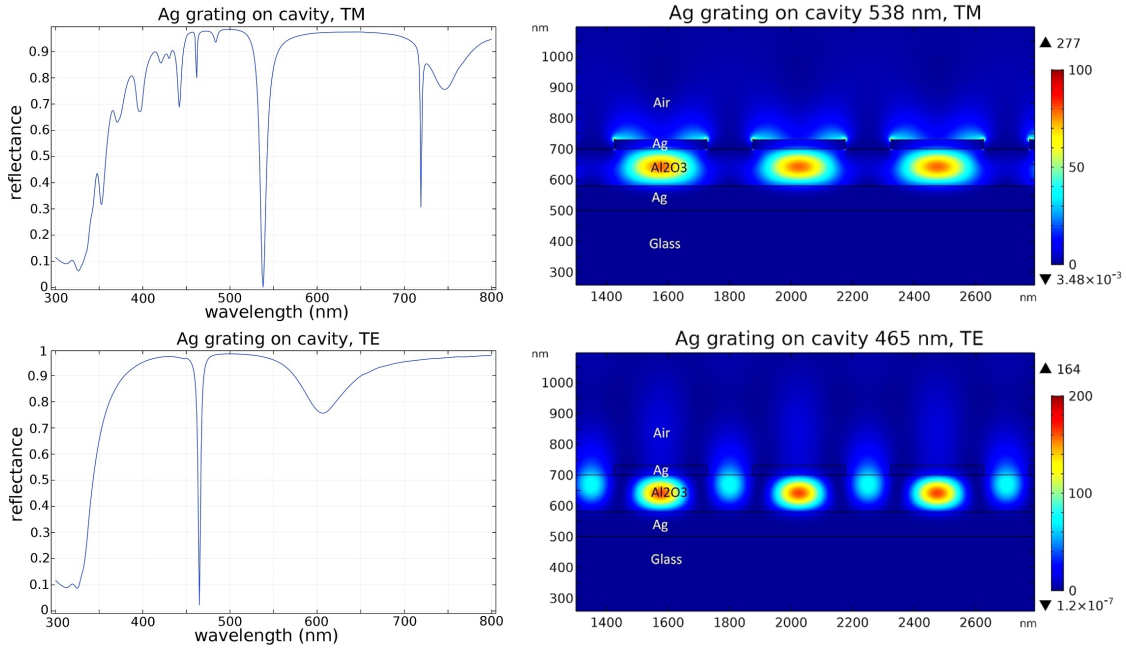 Ag grating on cavity, TM
0.9
0.8
0.7
0.6
0.5
0.4
0.3
0.2
0.1
0
reflectance
300 400 500 600 700 800
wavelength (nm)
Ag grating on cavity 538 nm, TM
nm
1000
900
800
700
600
500
400
300
Air
Ag
Al2O3
Ag
Glass
1400 1600 1800 2000 2200 2400 2600 nm
▲ 277
100
50
0
▼ 3.48×10⁻³
Ag grating on cavity, TE
1
0.9
0.8
0.7
0.6
0.5
0.4
0.3
0.2
0.1
0
reflectance
300 400 500 600 700 800
wavelength (nm)
Ag grating on cavity 465 nm, TE
nm
1000
900
800
700
600
500
400
300
Air
Ag
Al2O3
Ag
Glass
1400 1600 1800 2000 2200 2400 2600 nm
▲ 164
200
100
0
▼ 1.2×10⁻⁷